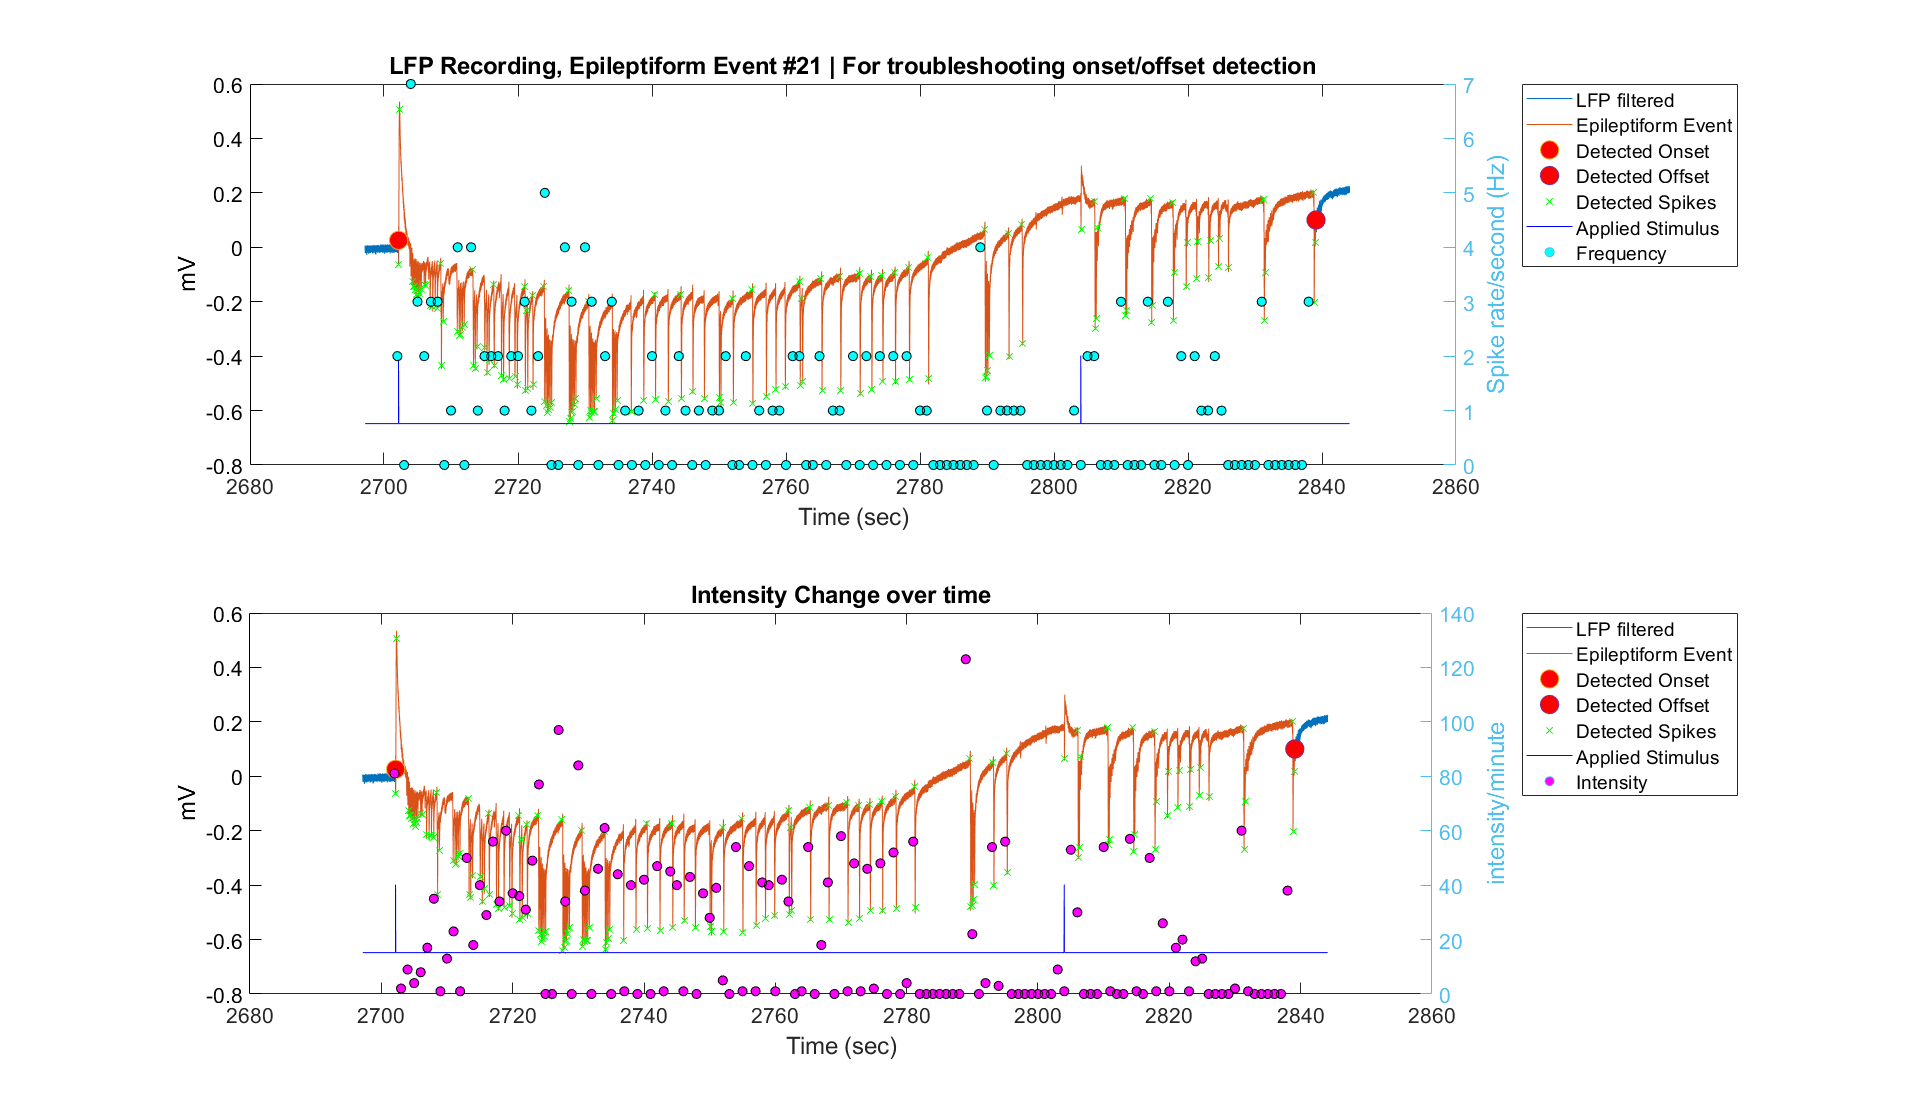 LFP Recording, Epileptiform Event #21 | For troubleshooting onset/offset detection
0.6
0.4
0.2
0
-0.2
-0.4
-0.6
-0.8
mV
7
6
5
4
3
2
1
0
Spike rate/second (Hz)
2680 2700 2720 2740 2760 2780 2800 2820 2840 2860
Time (sec)
LFP filtered
Epileptiform Event
Detected Onset
Detected Offset
Detected Spikes
Applied Stimulus
Frequency
Intensity Change over time
0.6
0.4
0.2
0
-0.2
-0.4
-0.6
-0.8
mV
140
120
100
80
60
40
20
0
intensity/minute
2680 2700 2720 2740 2760 2780 2800 2820 2840 2860
Time (sec)
LFP filtered
Epileptiform Event
Detected Onset
Detected Offset
Detected Spikes
Applied Stimulus
Intensity